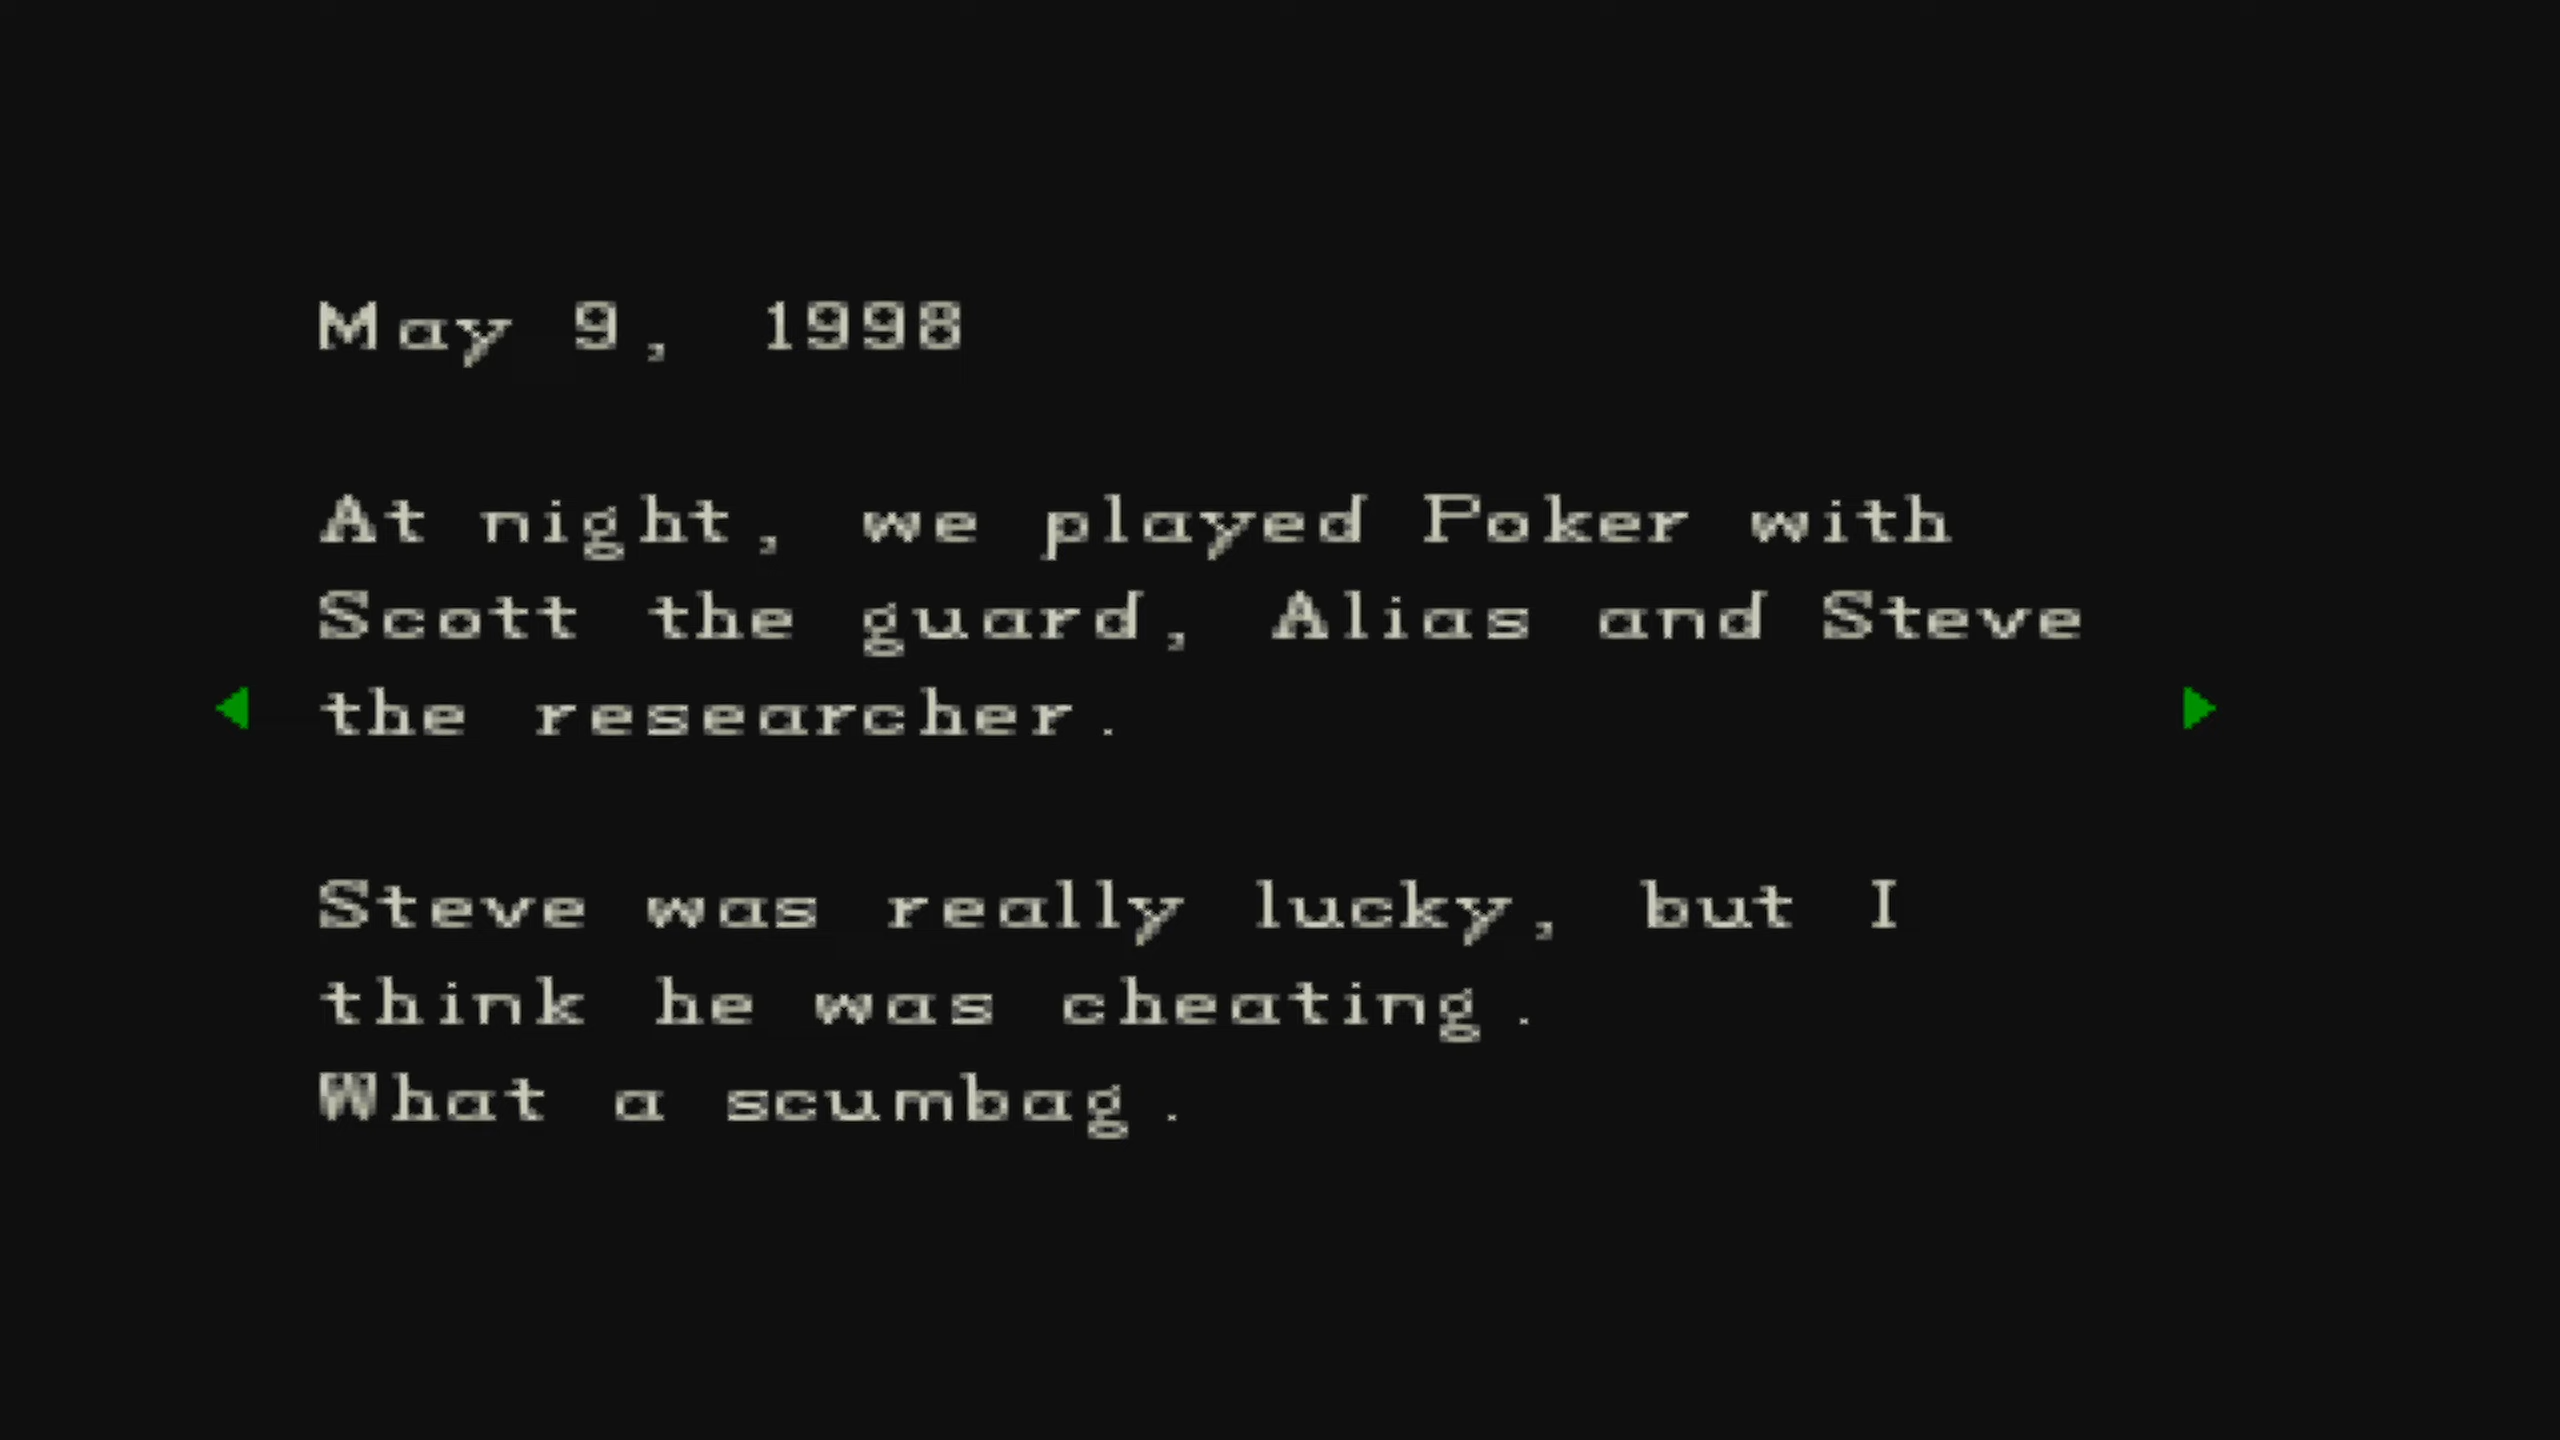 May 9, 1998
At night, we played Poker with
Scott the guard, Alias and Steve
the researcher.
Steve was really lucky, but I
think he was cheating.
What a scumbag.